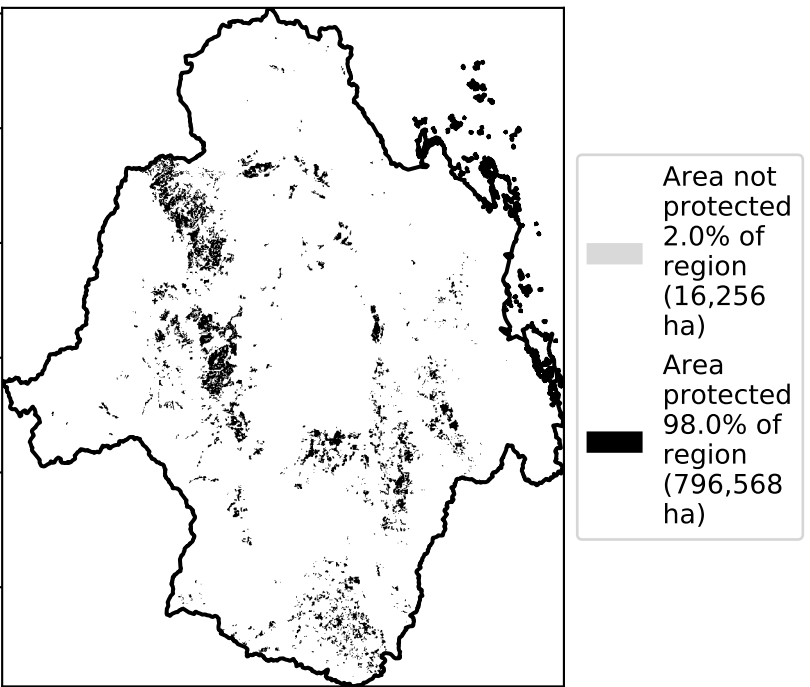 Area not
protected
2.0% of
region
(16,256
ha)
Area
protected
98.0% of
region
(796,568
ha)